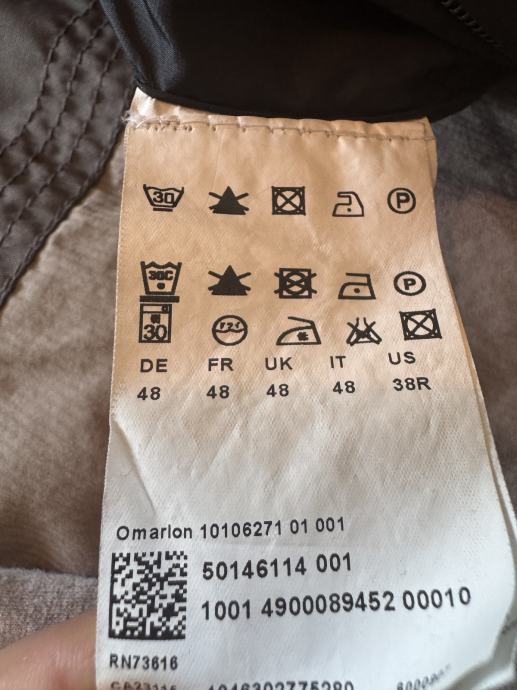 30
P
30C
P
30
DE FR UK IT US
48 48 48 48 38R
Omarlon 10106271 01 001
50146114 001
1001 4900089452 00010
RN73616